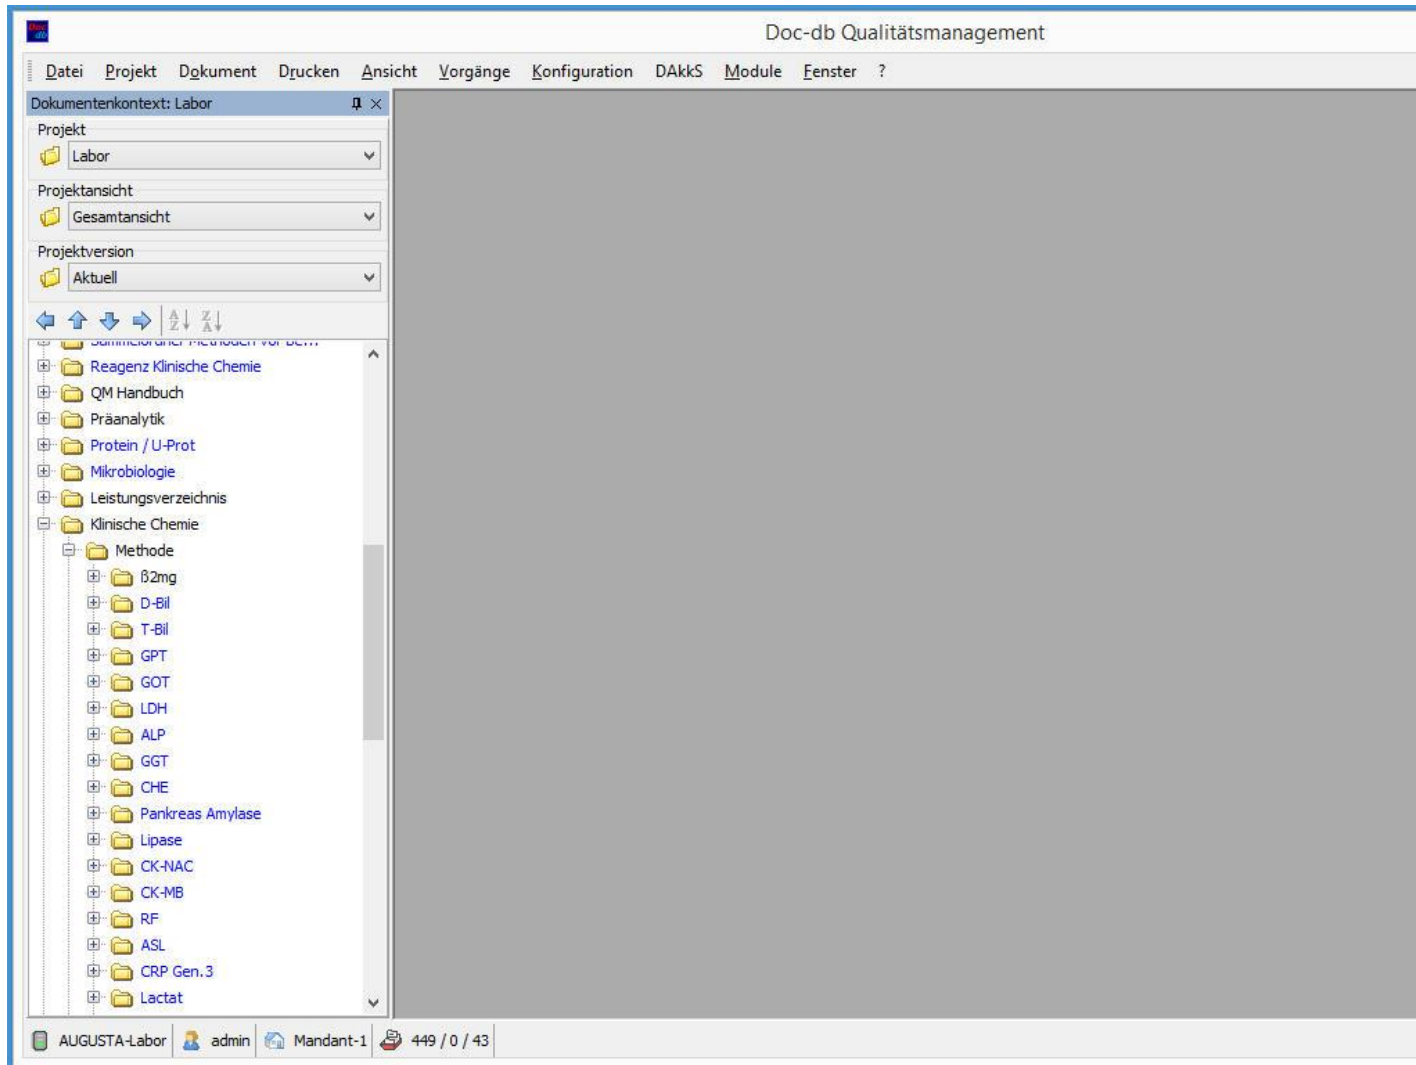 Doc-db Qualitätsmanagement
Datei Projekt Dokument Drucken Ansicht Vorgänge Konfiguration DAkkS Module Fenster ?
Dokumentenkontext: Labor
Projekt
Labor
Projektansicht
Gesamtansicht
Projektversion
Aktuell
Reagenz Klinische Chemie
QM Handbuch
Präanalytik
Protein / U-Prot
Mikrobiologie
Leistungsverzeichnis
Klinische Chemie
Methode
ß2mg
D-Bil
T-Bil
GPT
GOT
LDH
ALP
GGT
CHE
Pankreas Amylase
Lipase
CK-NAC
CK-MB
RF
ASL
CRP Gen.3
Lactat
AUGUSTA-Labor admin Mandant-1 449 / 0 / 43